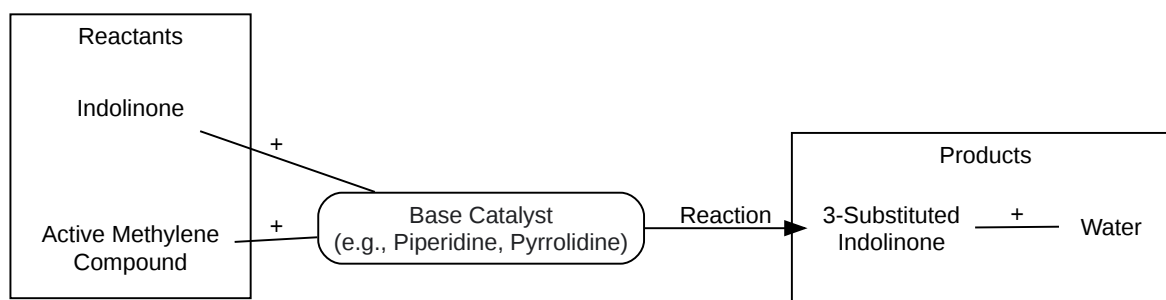 Reactants
Indolinone
+
Active Methylene
Compound
+
Base Catalyst
(e.g., Piperidine, Pyrrolidine)
Reaction
Products
3-Substituted
Indolinone
+
Water